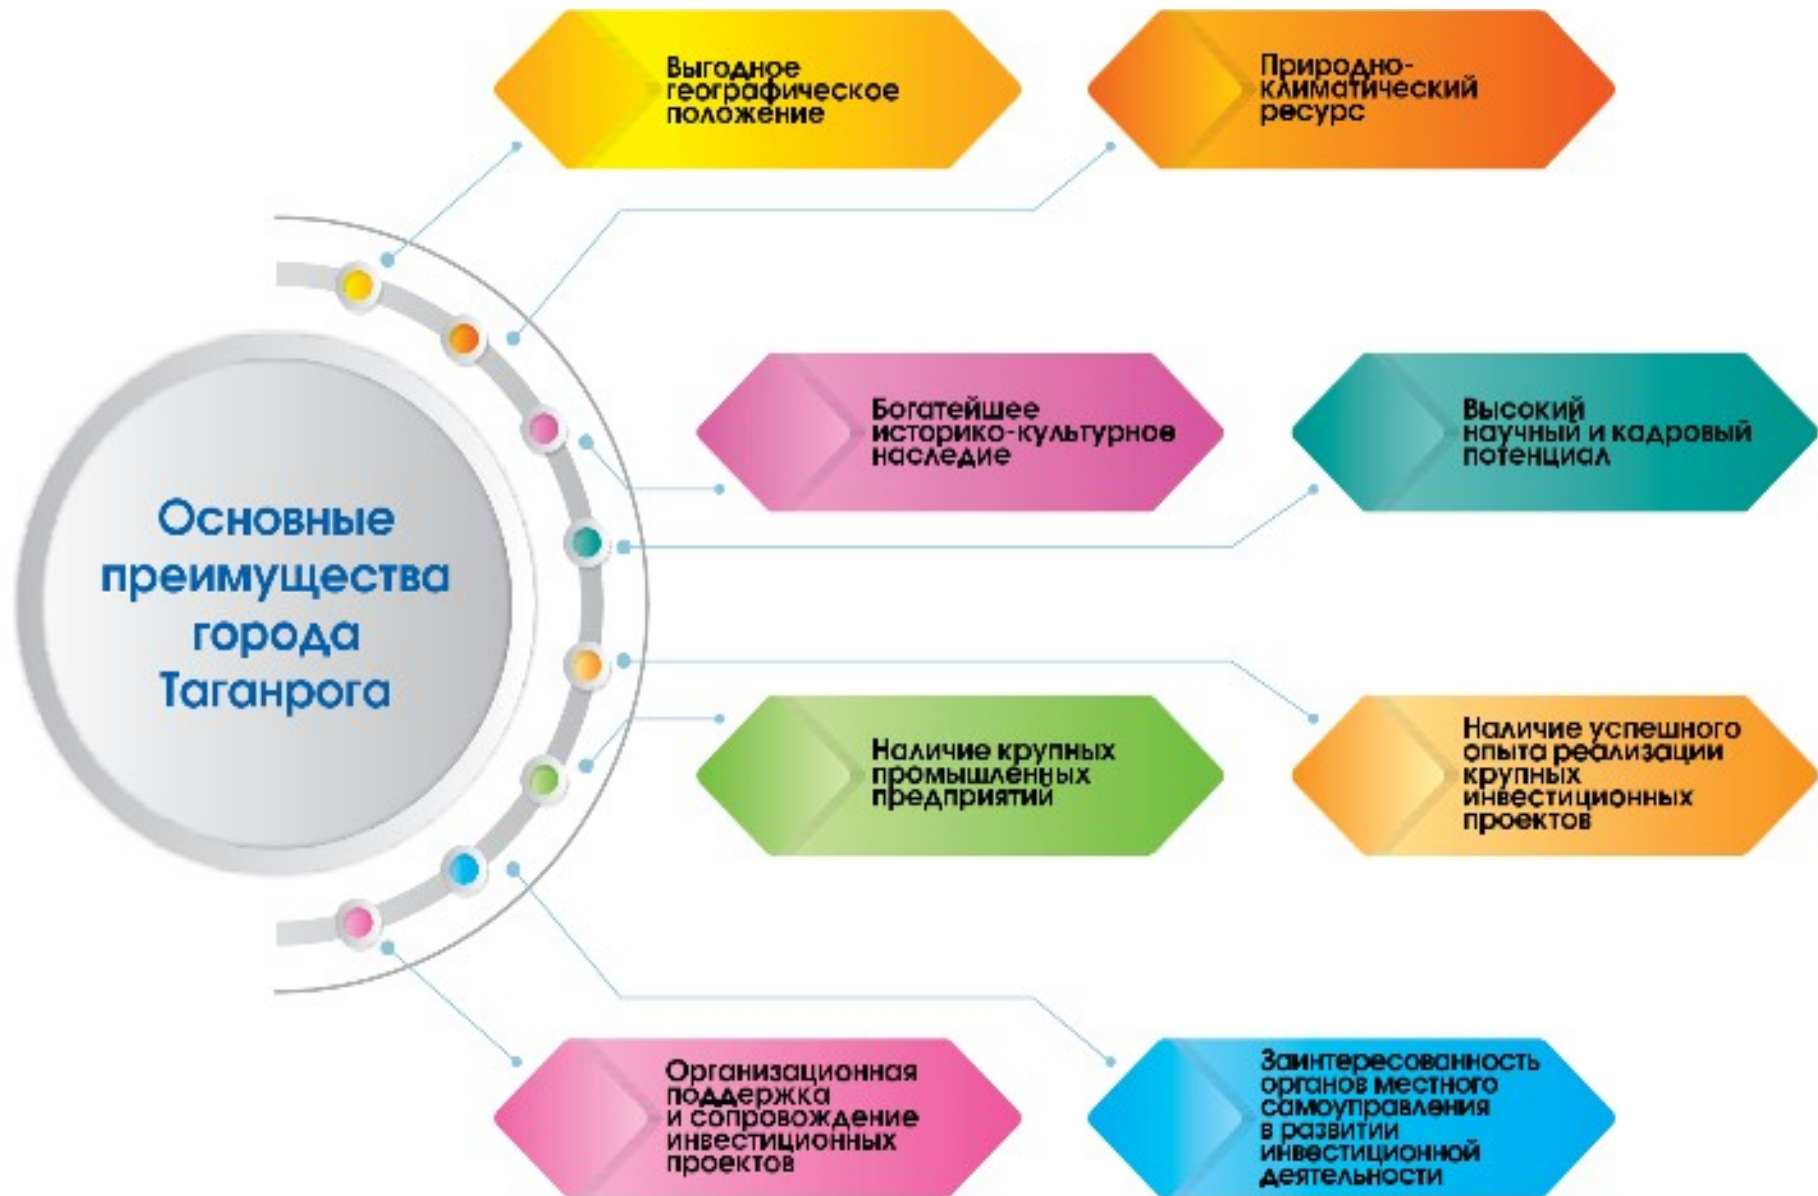 Выгодное
географическое
положение
Природно-
климатический
ресурс
Богатейшее
историко-культурное
наследие
Высокий
научный и кадровый
потенциал
Основные
преимущества
города
Таганрога
Наличие крупных
промышленных
предприятий
Наличие успешного
опыта реализации
крупных
инвестиционных
проектов
Организационная
поддержка
и сопровождение
инвестиционных
проектов
Заинтересованность
органов местного
самоуправления
в развитии
инвестиционной
деятельности